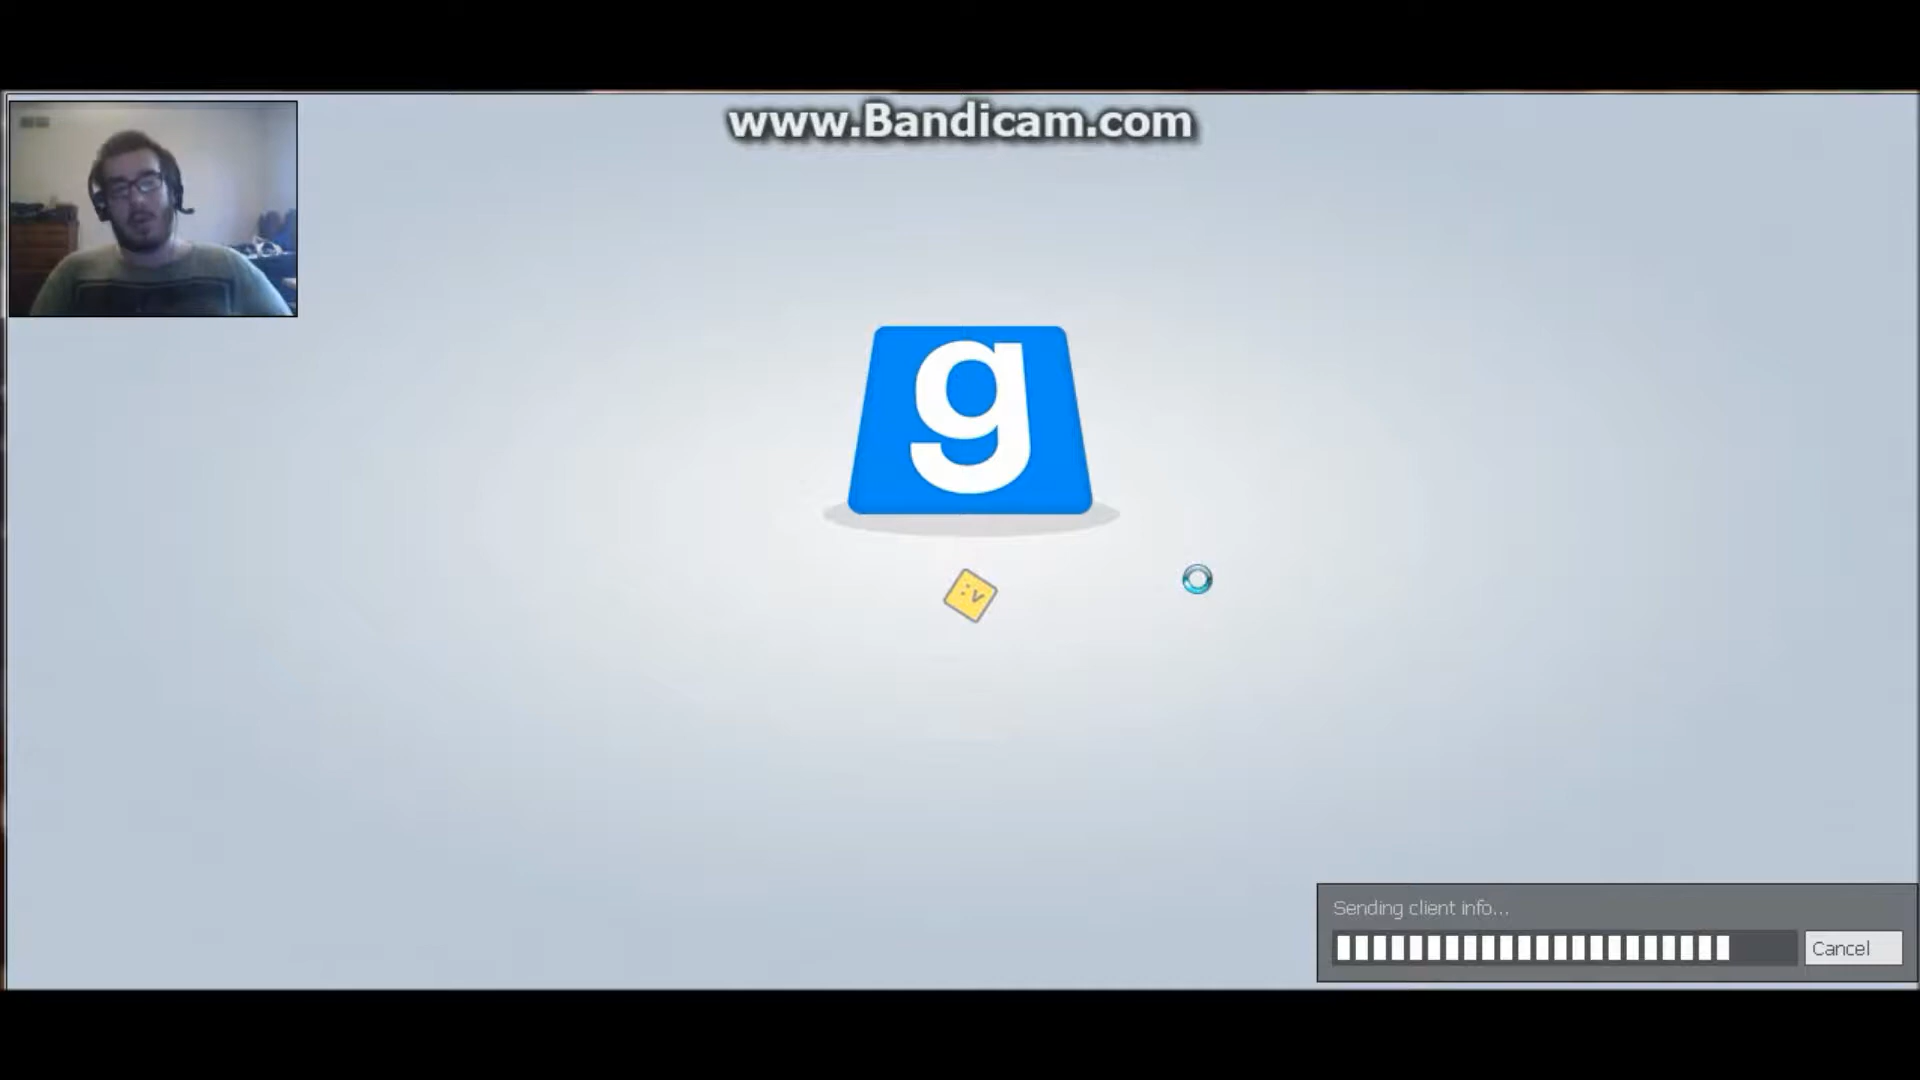 www.Bandicam.com
g
:v
Sending client info...
Cancel